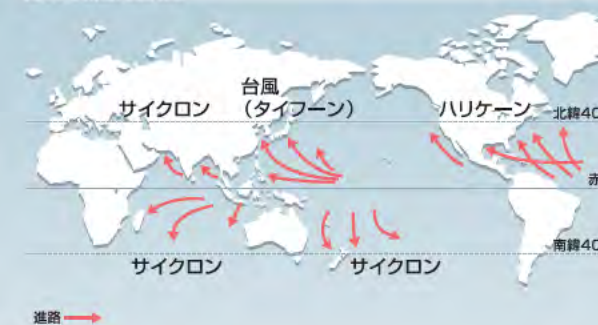 台風
サイクロン
（タイフーン）
ハリケーン
北緯40
赤
南緯40
サイクロン
サイクロン
進路